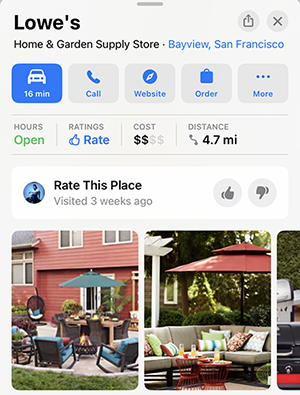 Lowe's
Home & Garden Supply Store · Bayview, San Francisco
16 min
Call
Website
Order
More
HOURS
RATINGS
COST
DISTANCE
Open
Rate
$$$$
4.7 mi
Rate This Place
Visited 3 weeks ago